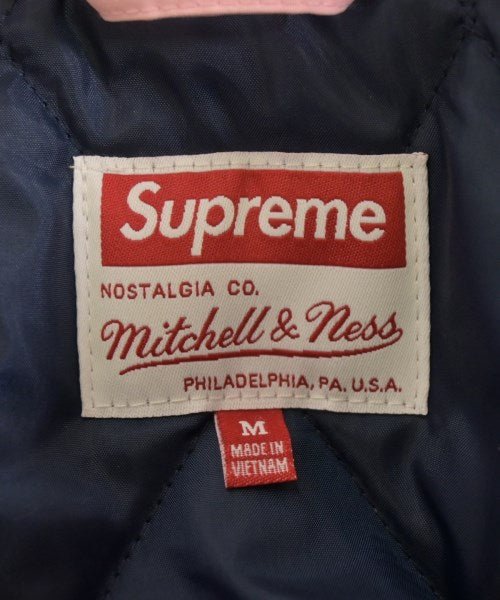 Supreme
NOSTALGIA CO.
Mitchell & Ness
PHILADELPHIA, PA. U.S.A.
M
MADE IN
VIETNAM